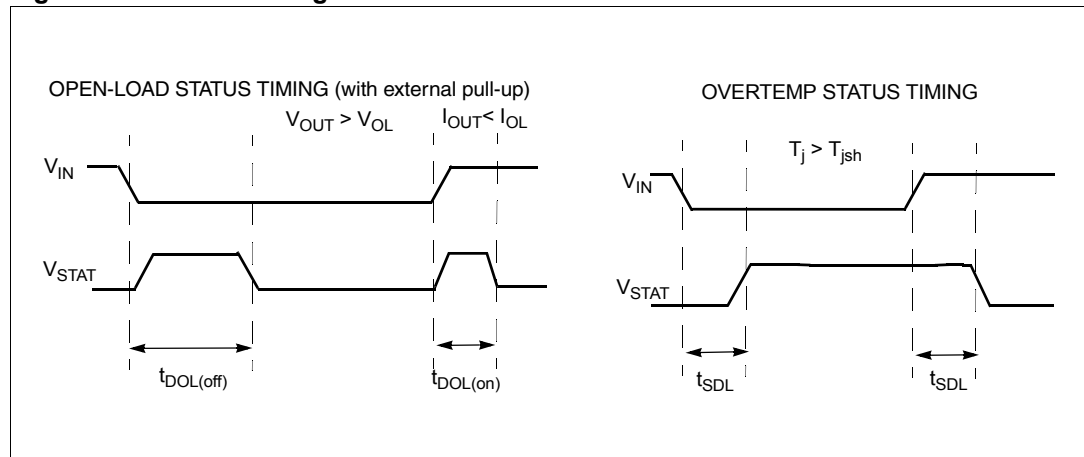 OPEN-LOAD STATUS TIMING (with external pull-up)
V_OUT > V_OL
I_OUT < I_OL
V_IN
V_STAT
t_DOL(off)
t_DOL(on)
OVERTEMP STATUS TIMING
T_j > T_jsh
V_IN
V_STAT
t_SDL
t_SDL